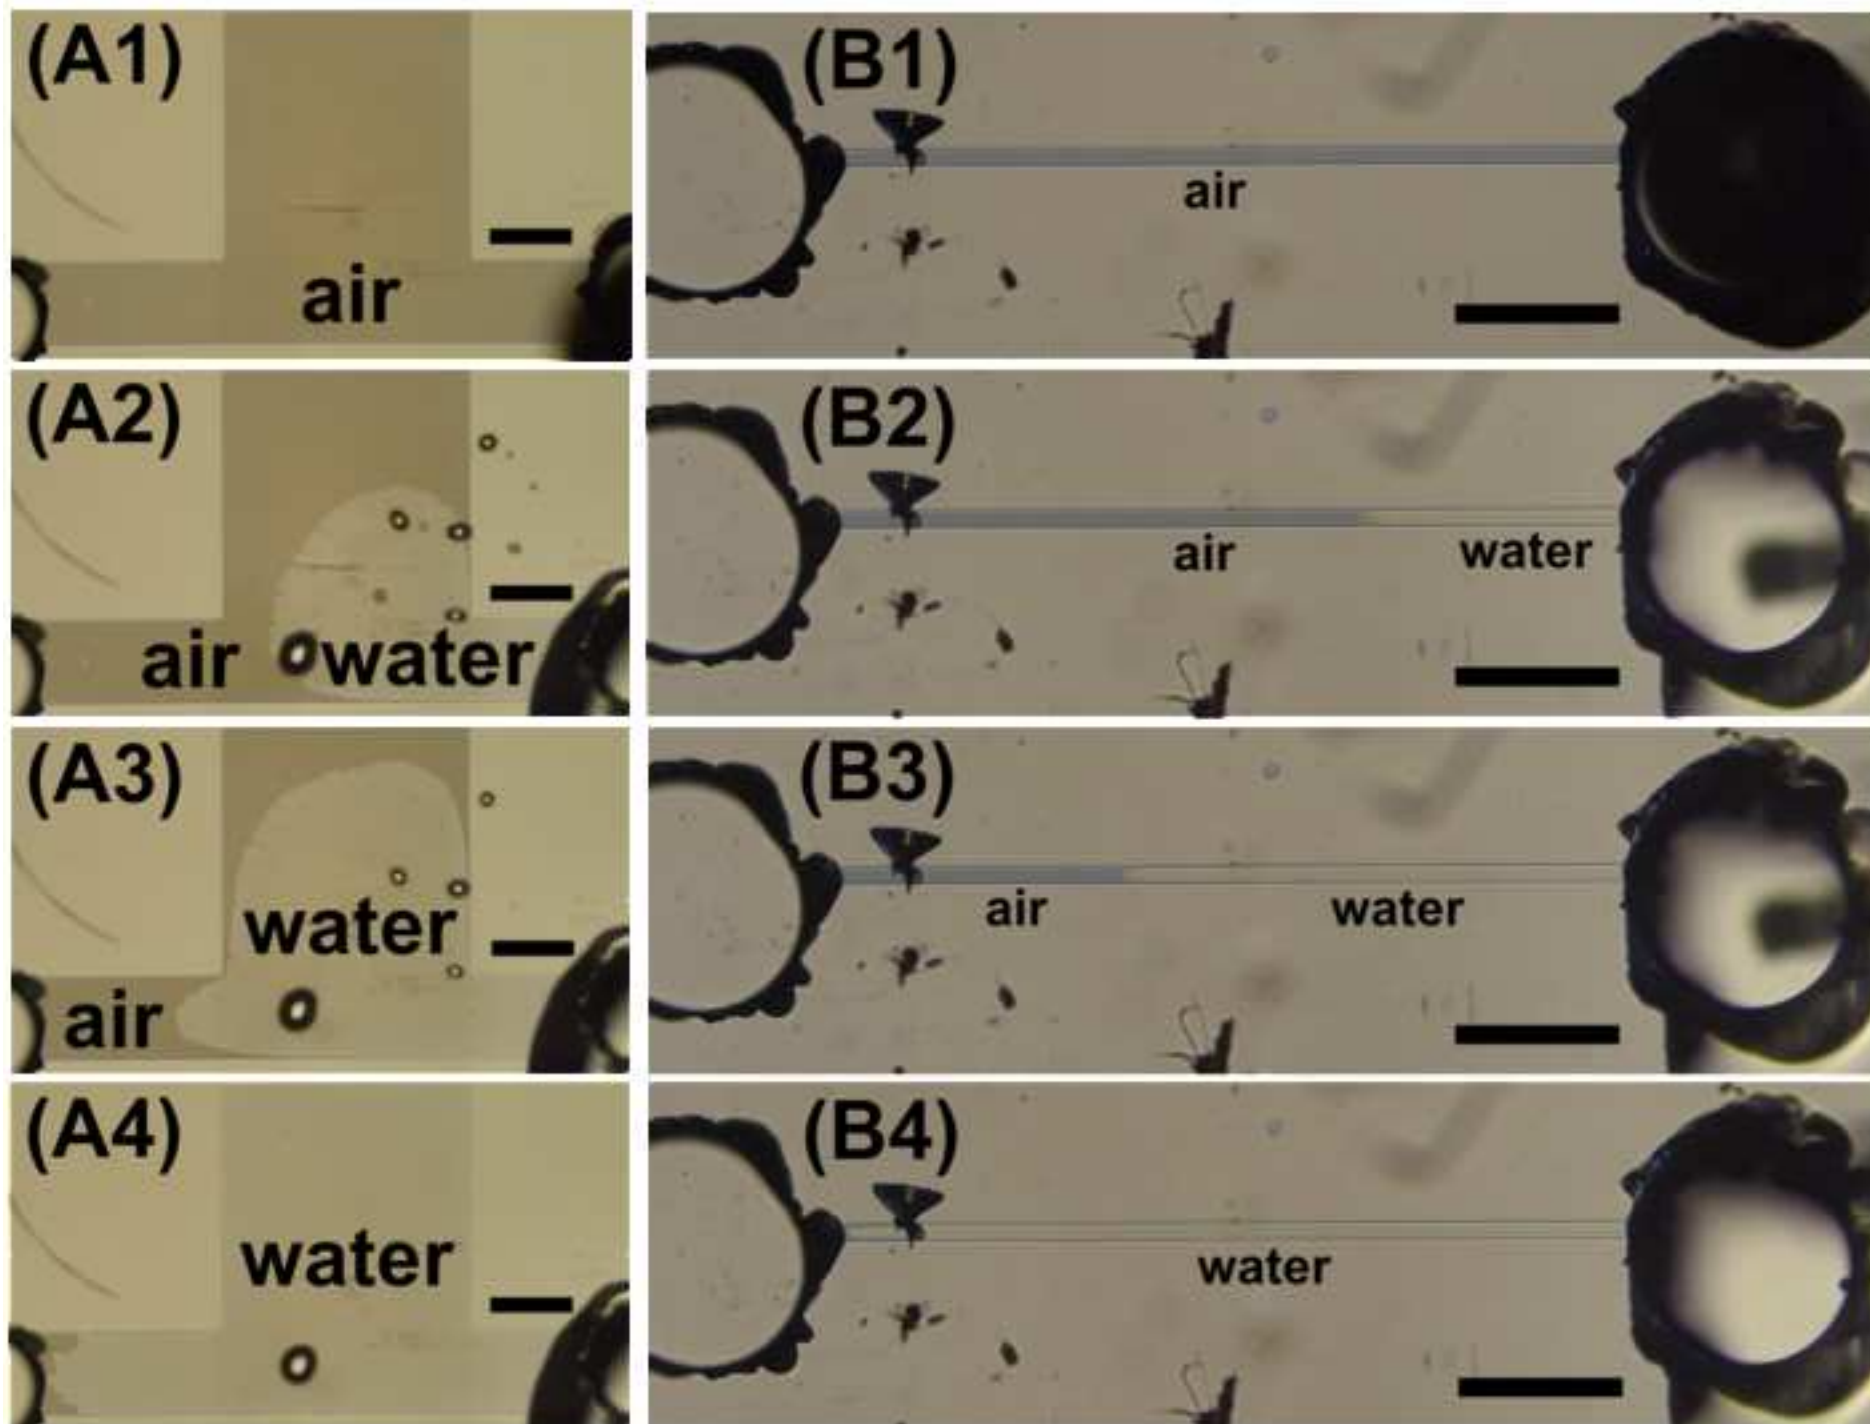 (A1)
air
(B1)
air
(A2)
air water
(B2)
air water
(A3)
water
air
(B3)
air water
(A4)
water
(B4)
water